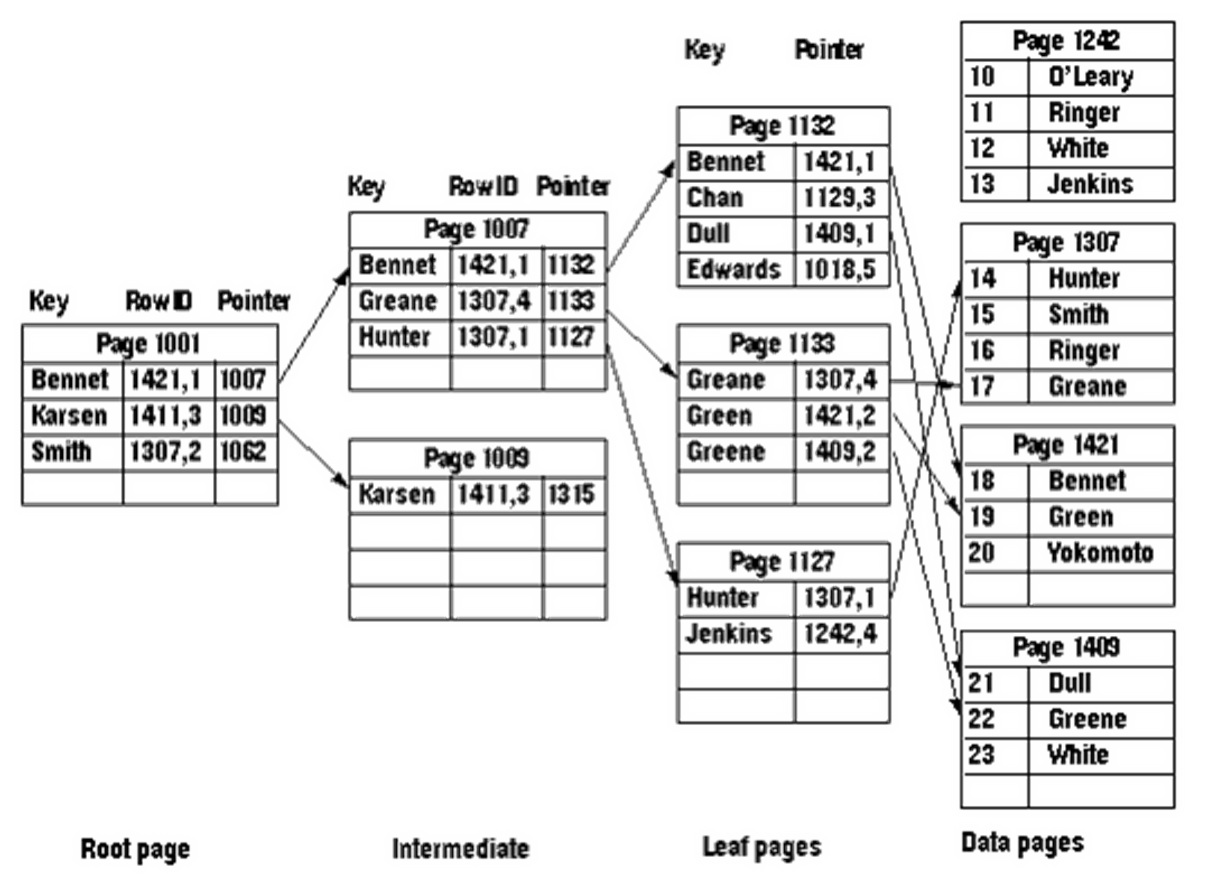 Key Row ID Pointer
Page 1001
Bennet 1421,1 1007
Karsen 1411,3 1009
Smith 1307,2 1062
Root page
Key Row ID Pointer
Page 1007
Bennet 1421,1 1132
Greane 1307,4 1133
Hunter 1307,1 1127
Page 1009
Karsen 1411,3 1315
Intermediate
Key Pointer
Page 1132
Bennet 1421,1
Chan 1129,3
Dull 1409,1
Edwards 1018,5
Page 1133
Greane 1307,4
Green 1421,2
Greene 1409,2
Page 1127
Hunter 1307,1
Jenkins 1242,4
Leaf pages
Page 1242
10 O'Leary
11 Ringer
12 White
13 Jenkins
Page 1307
14 Hunter
15 Smith
16 Ringer
17 Greane
Page 1421
18 Bennet
19 Green
20 Yokomoto
Page 1409
21 Dull
22 Greene
23 White
Data pages